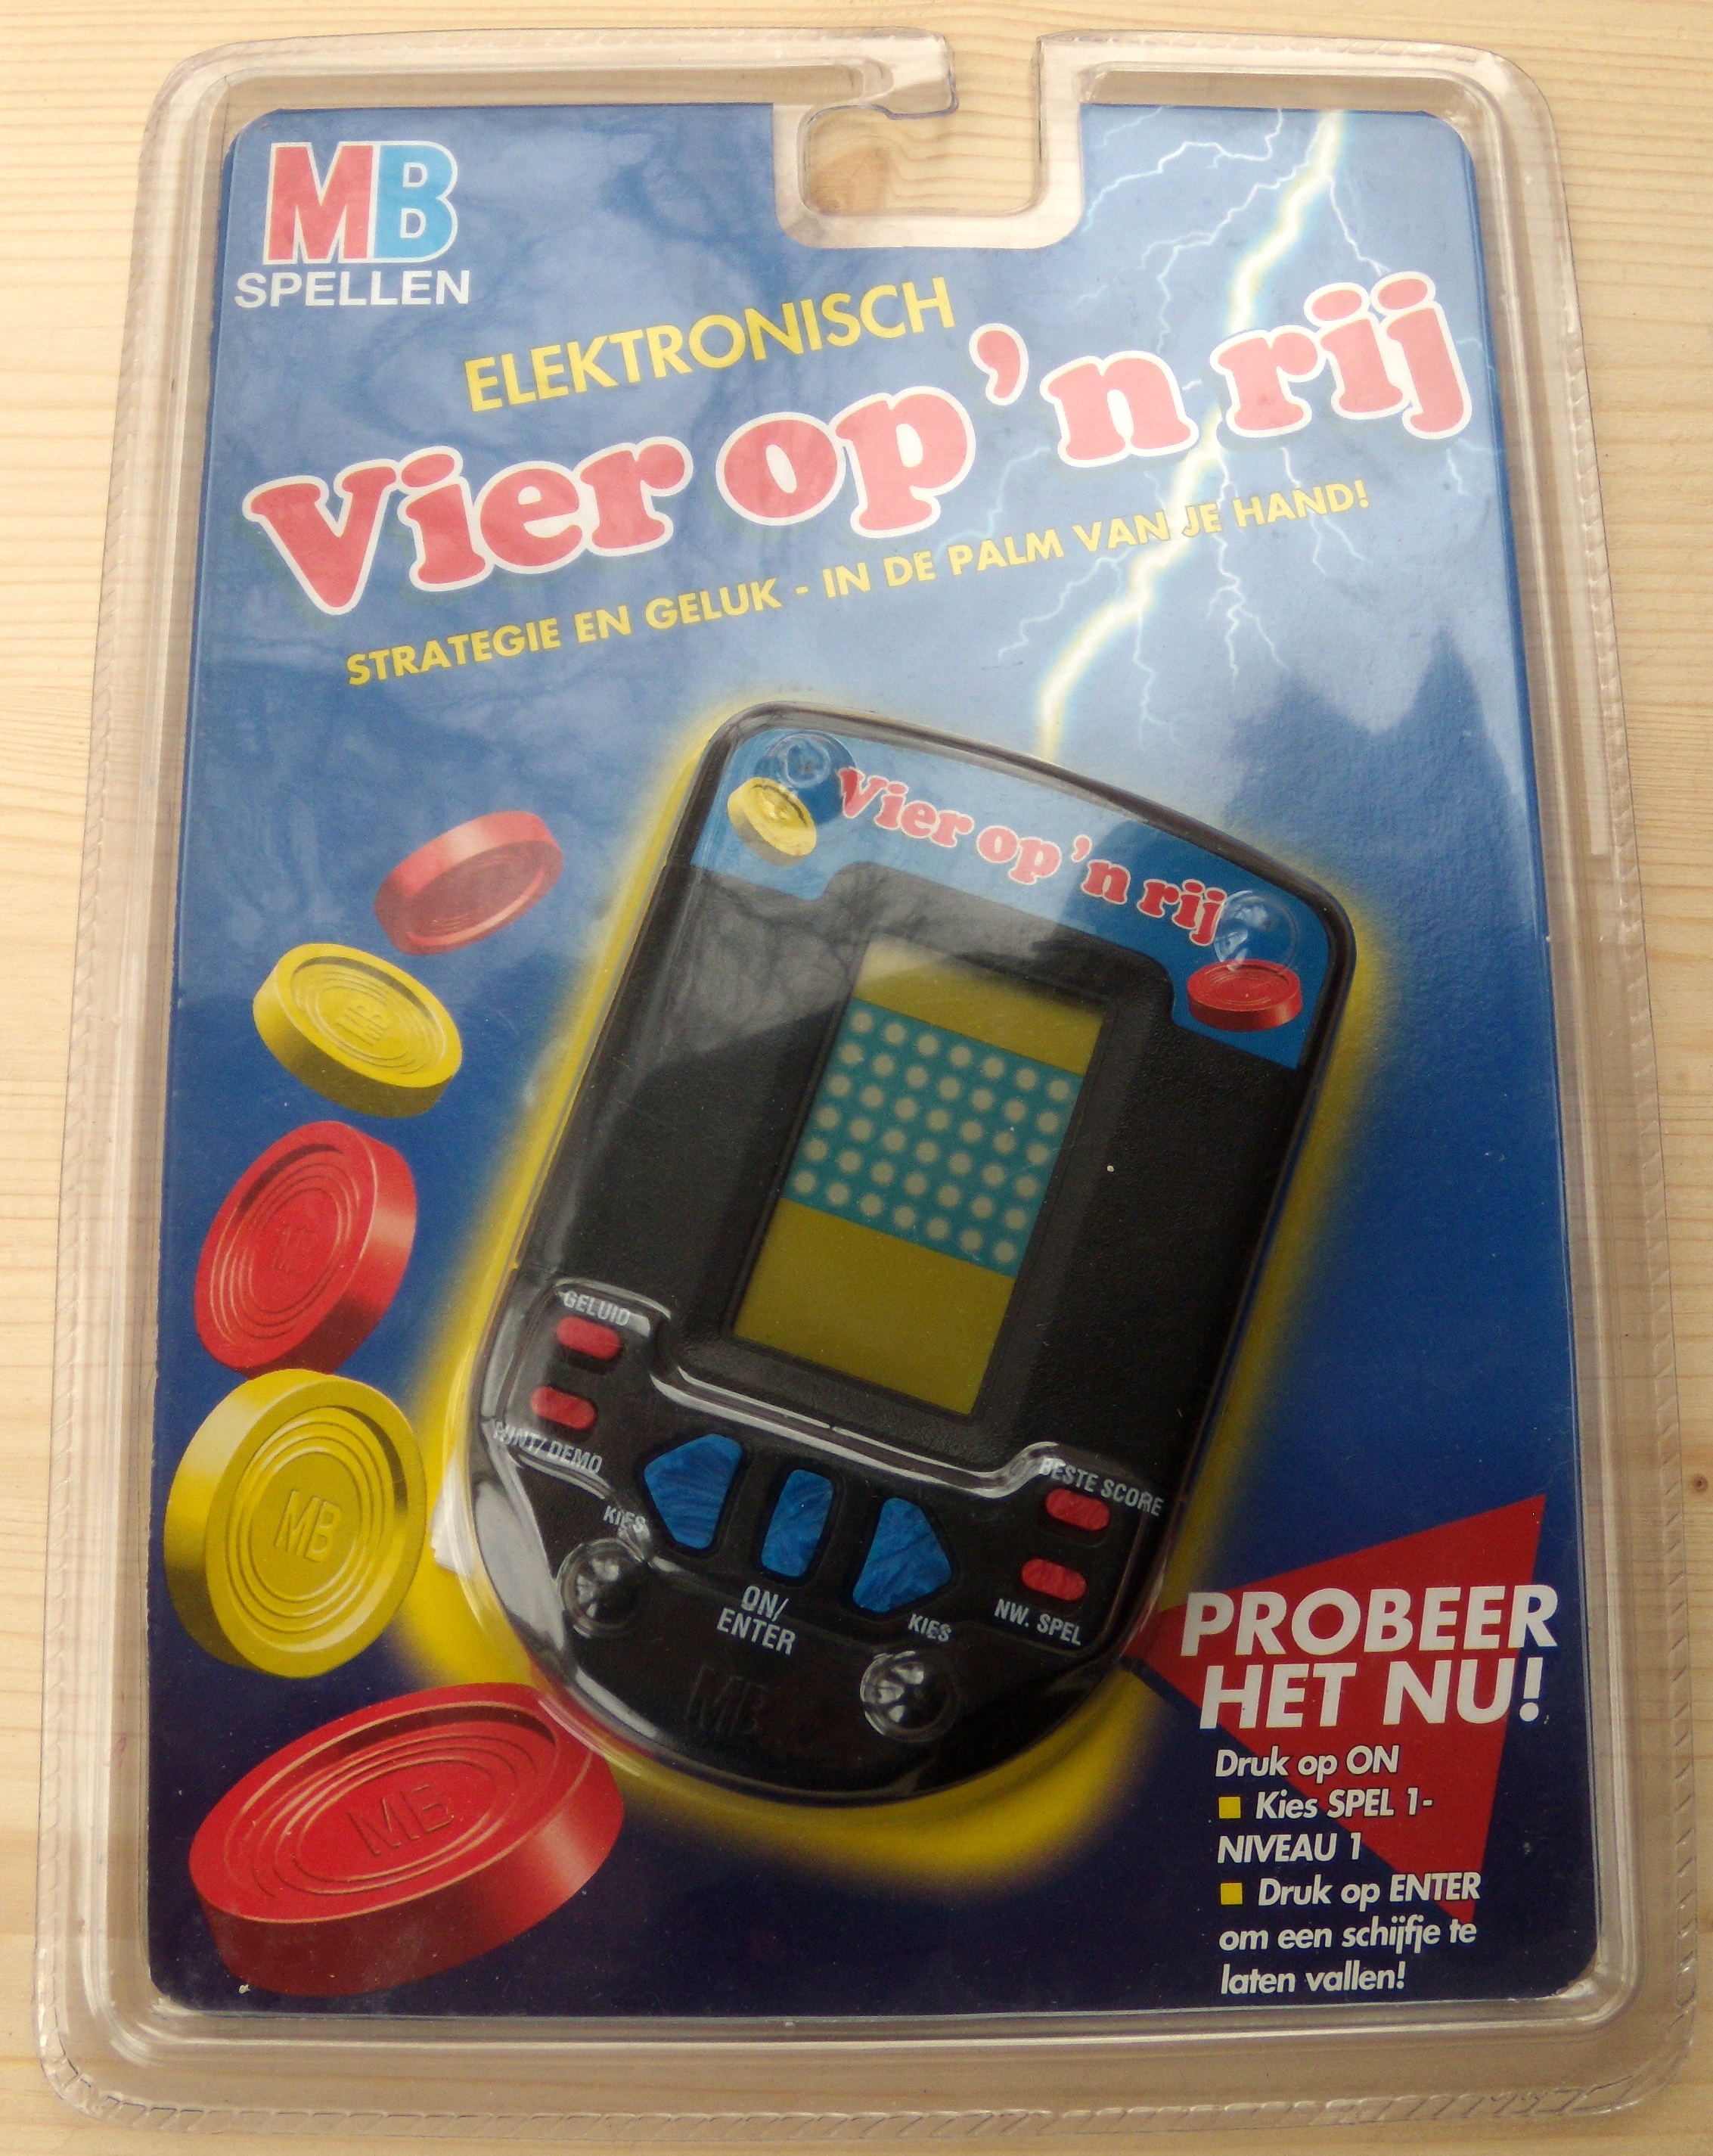 MB
SPELLEN
ELEKTRONISCH
Vier op 'n rij
STRATEGIE EN GELUK - IN DE PALM VAN JE HAND!
Vier op 'n rij
GELUID
HINT/DEMO
KIES
ON/
ENTER
KIES
BESTE SCORE
NW. SPEL
MB
MB
MB
MB
MB
PROBEER
HET NU!
Druk op ON
Kies SPEL 1-
NIVEAU 1
Druk op ENTER
om een schijfje te
laten vallen!